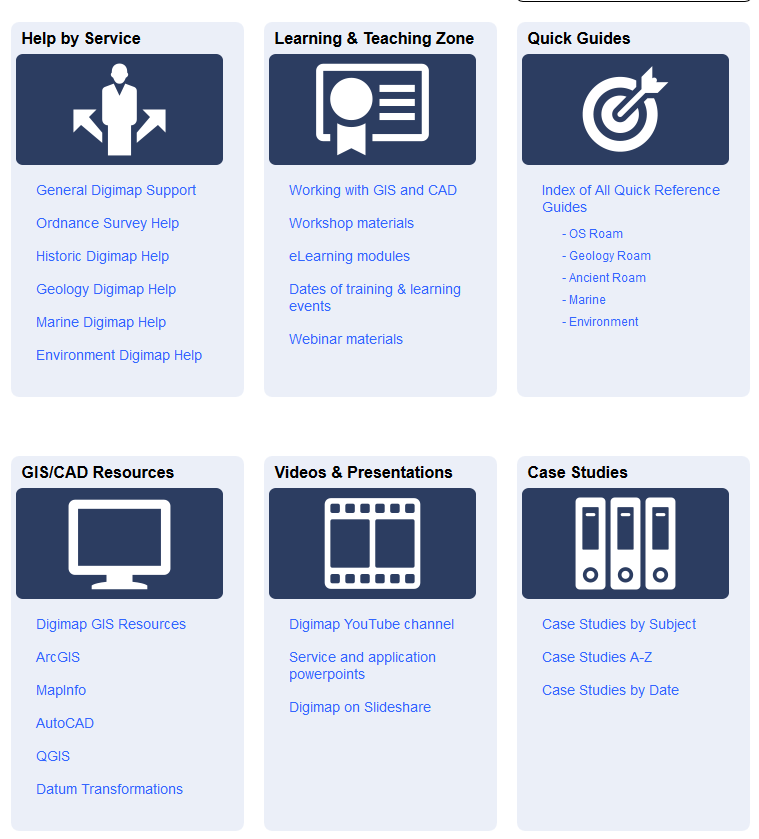 Help by Service
General Digimap Support
Ordnance Survey Help
Historic Digimap Help
Geology Digimap Help
Marine Digimap Help
Environment Digimap Help
Learning & Teaching Zone
Working with GIS and CAD
Workshop materials
eLearning modules
Dates of training & learning
events
Webinar materials
Quick Guides
Index of All Quick Reference
Guides
- OS Roam
- Geology Roam
- Ancient Roam
- Marine
- Environment
GIS/CAD Resources
Digimap GIS Resources
ArcGIS
MapInfo
AutoCAD
QGIS
Datum Transformations
Videos & Presentations
Digimap YouTube channel
Service and application
powerpoints
Digimap on Slideshare
Case Studies
Case Studies by Subject
Case Studies A-Z
Case Studies by Date